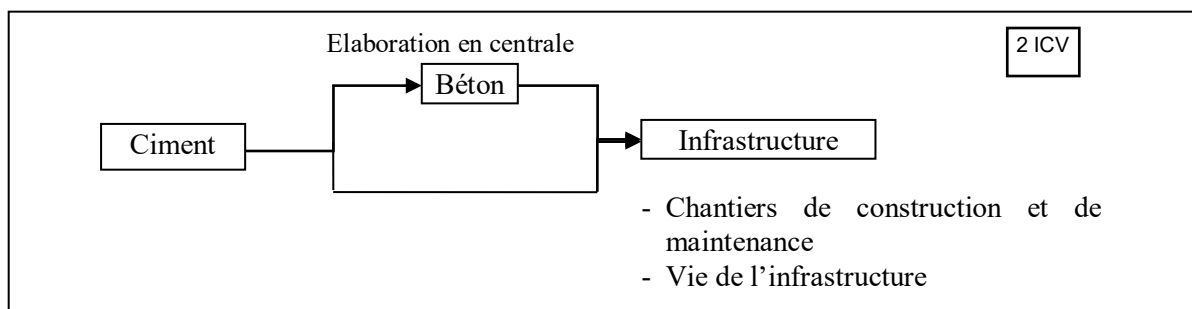 Elaboration en centrale
2 ICV
Béton
Ciment
Infrastructure
- Chantiers de construction et de
maintenance
- Vie de l’infrastructure